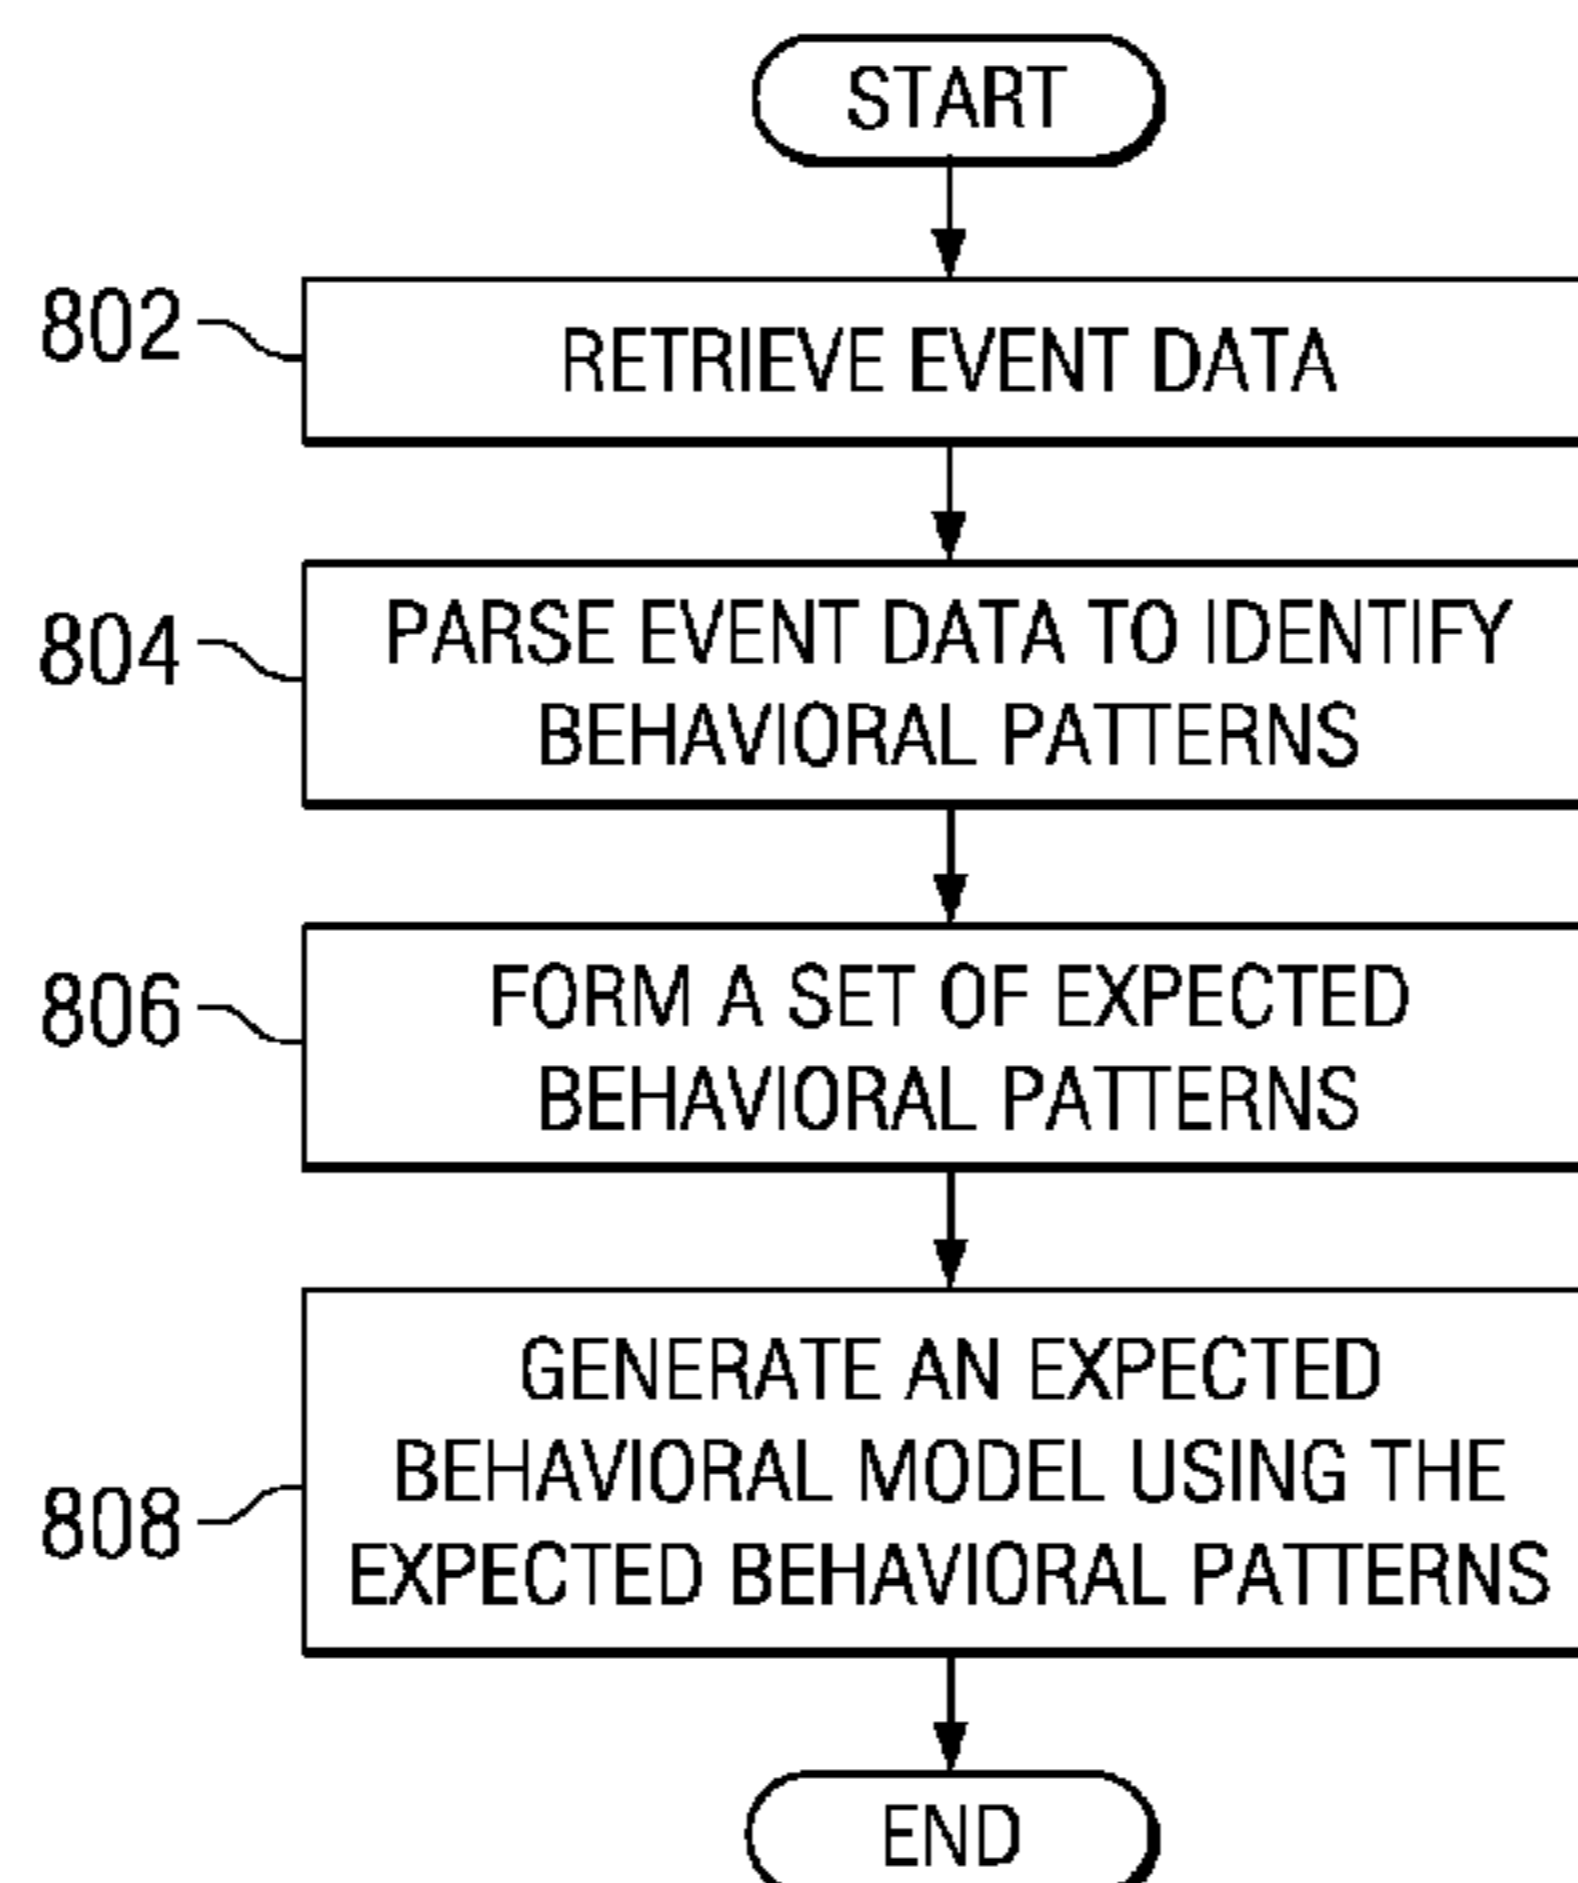 START
802
RETRIEVE EVENT DATA
804
PARSE EVENT DATA TO IDENTIFY
BEHAVIORAL PATTERNS
806
FORM A SET OF EXPECTED
BEHAVIORAL PATTERNS
808
GENERATE AN EXPECTED
BEHAVIORAL MODEL USING THE
EXPECTED BEHAVIORAL PATTERNS
END